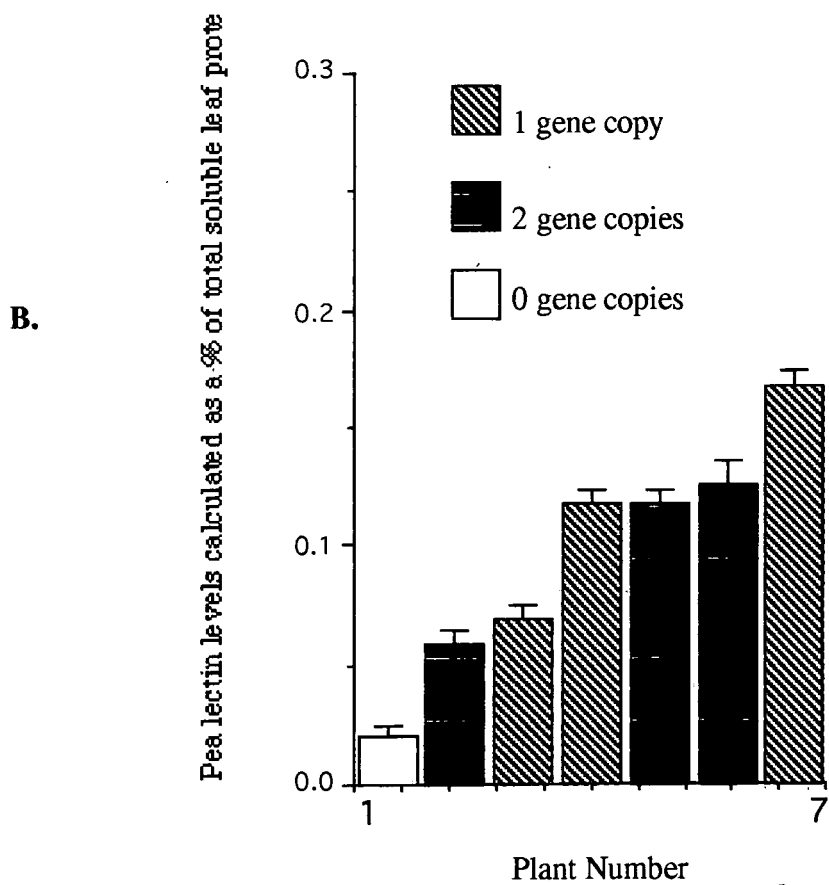 B.
Pea lectin levels calculated as a % of total soluble leaf prote
0.3
0.2
0.1
0.0
1 gene copy
2 gene copies
0 gene copies
1
7
Plant Number